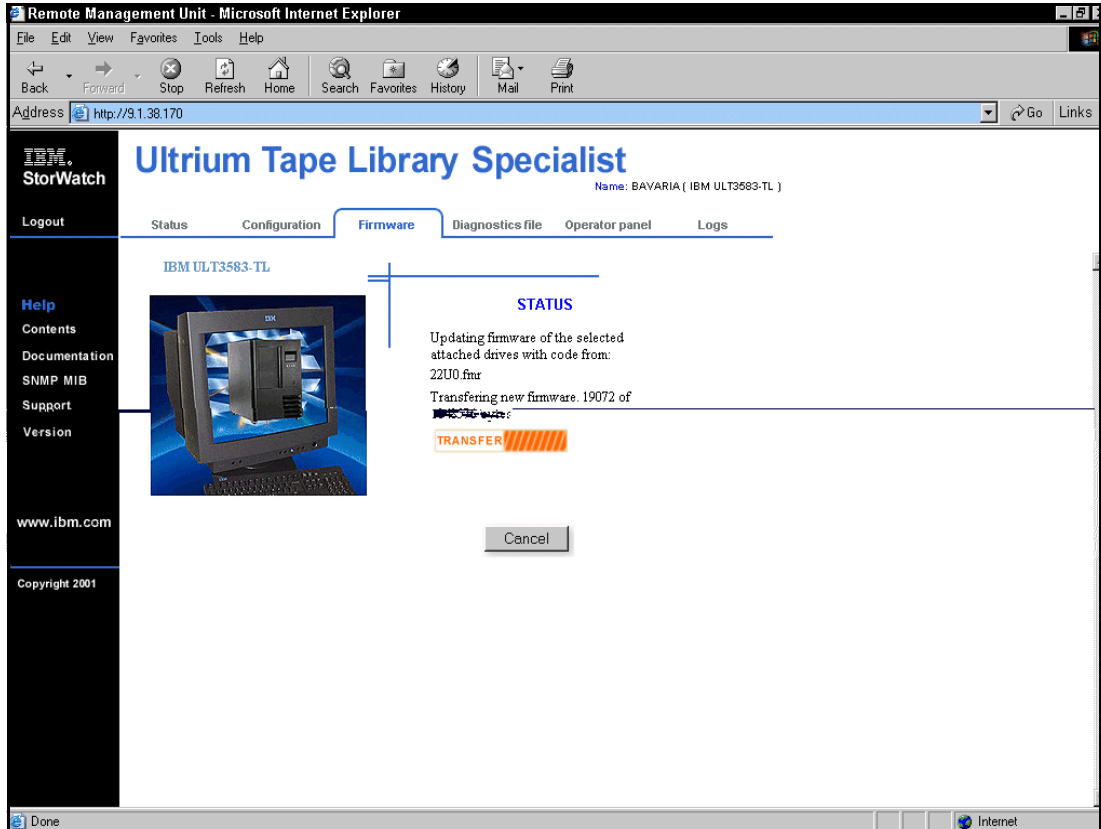 Remote Management Unit - Microsoft Internet Explorer
File Edit View Favorites Tools Help
Back Forward Stop Refresh Home Search Favorites History Mail Print
Address http://9.1.38.170 Go Links
IBM.
StorWatch
Ultrium Tape Library Specialist
Name: BAVARIA ( IBM ULT3583-TL )
Logout
Status Configuration Firmware Diagnostics file Operator panel Logs
IBM ULT3583-TL
Help
Contents
Documentation
SNMP MIB
Support
Version
www.ibm.com
Copyright 2001
IBM
STATUS
Updating firmware of the selected
attached drives with code from:
22U0.fmr
Transfering new firmware. 19072 of
bytes
TRANSFER
Cancel
Done Internet